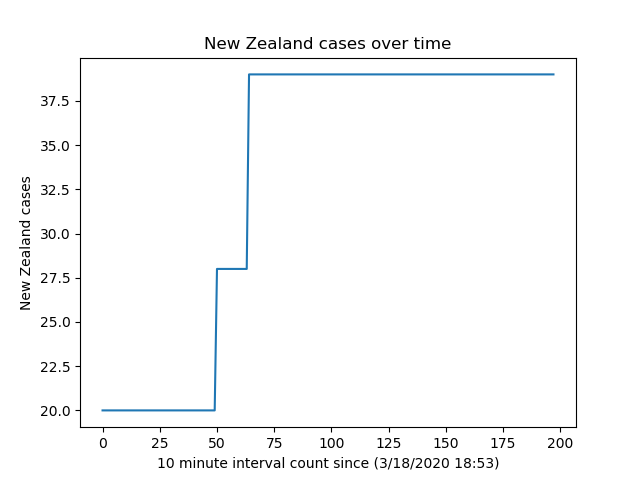 New Zealand cases over time
37.5
35.0
32.5
30.0
27.5
25.0
22.5
20.0
New Zealand cases
0 25 50 75 100 125 150 175 200
10 minute interval count since (3/18/2020 18:53)